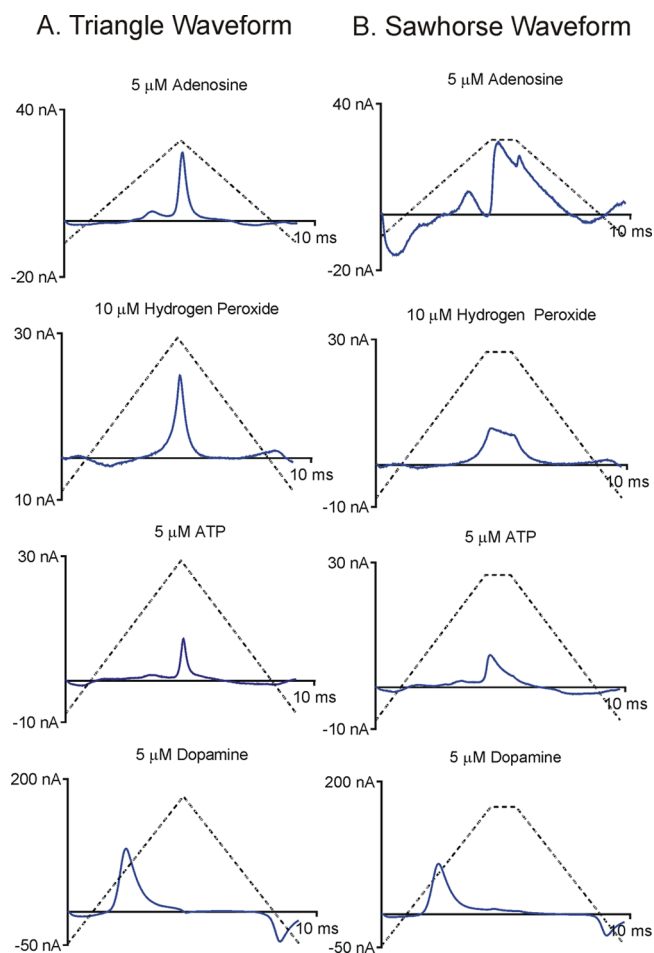 A. Triangle Waveform
B. Sawhorse Waveform
5 μM Adenosine
5 μM Adenosine
40 nA
40 nA
10 ms
10 ms
-20 nA
-20 nA
10 μM Hydrogen Peroxide
10 μM Hydrogen Peroxide
30 nA
30 nA
10 ms
10 ms
10 nA
-10 nA
5 μM ATP
5 μM ATP
30 nA
30 nA
10 ms
10 ms
-10 nA
-10 nA
5 μM Dopamine
5 μM Dopamine
200 nA
200 nA
10 ms
10 ms
-50 nA
-50 nA